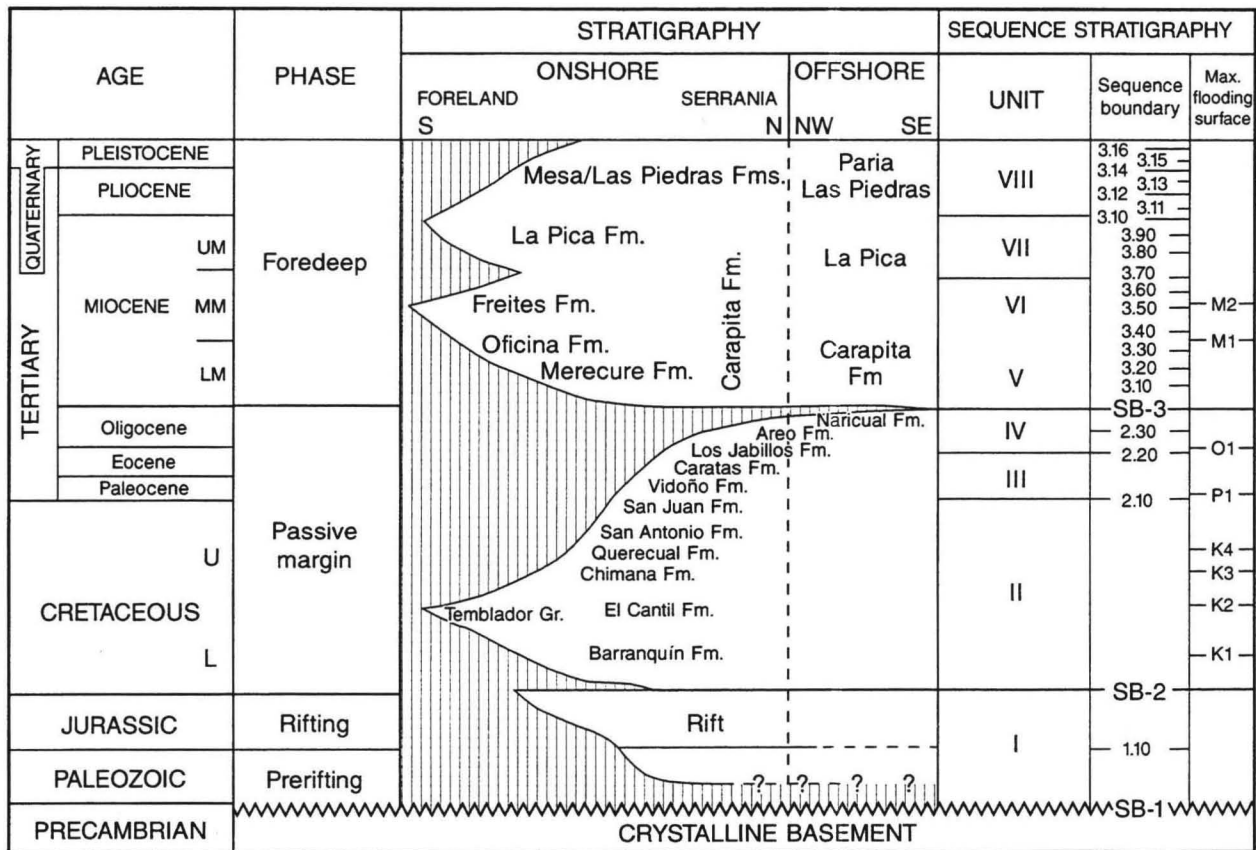 STRATIGRAPHY
SEQUENCE STRATIGRAPHY
AGE
PHASE
ONSHORE
OFFSHORE
FORELAND
SERRANIA
S
N
NW
SE
UNIT
Sequence
boundary
Max.
flooding
surface
QUATERNARY
TERTIARY
PLEISTOCENE
PLIOCENE
MIOCENE
UM
MM
LM
Oligocene
Eocene
Paleocene
CRETACEOUS
U
L
JURASSIC
PALEOZOIC
PRECAMBRIAN
Foredeep
Passive
margin
Rifting
Prerifting
Mesa/Las Piedras Fms.
La Pica Fm.
Freites Fm.
Oficina Fm.
Merecure Fm.
Carapita Fm.
Paria
Las Piedras
La Pica
Carapita
Fm
Naricual Fm.
Areo Fm.
Los Jabillos Fm.
Caratas Fm.
Vidoño Fm.
San Juan Fm.
San Antonio Fm.
Querecual Fm.
Chimana Fm.
Temblador Gr.
El Cantil Fm.
Barranquín Fm.
Rift
? ? ? ?
CRYSTALLINE BASEMENT
VIII
VII
VI
V
IV
III
II
I
3.16
3.15
3.14
3.13
3.12
3.11
3.10
3.90
3.80
3.70
3.60
3.50
3.40
3.30
3.20
3.10
SB-3
2.30
2.20
2.10
SB-2
1.10
SB-1
M2
M1
O1
P1
K4
K3
K2
K1